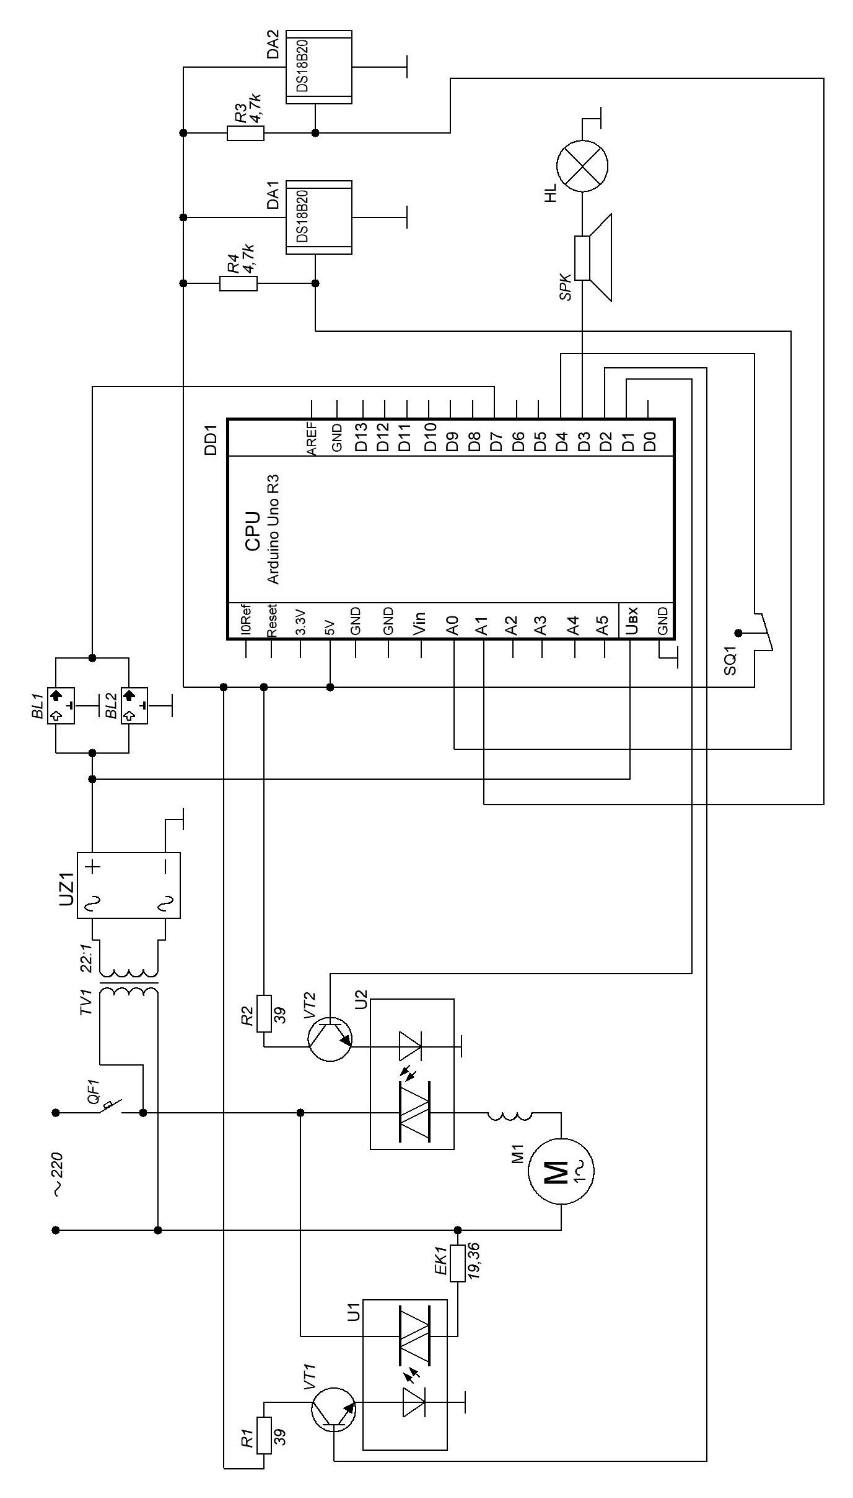 DA2
DS18B20
R3
4,7k
DA1
DS18B20
R4
4,7k
HL
SPK
DD1
AREF
GND
D13
D12
D11
D10
D9
D8
D7
D6
D5
D4
D3
D2
D1
D0
CPU
Arduino Uno R3
I0Ref
Reset
3.3V
5V
GND
GND
Vin
A0
A1
A2
A3
A4
A5
Uвх
GND
SQ1
BL1
BL2
UZ1
+
−
22:1
TV1
QF1
~220
R2
39
VT2
U2
M1
M
1~
EK1
19,36
U1
VT1
R1
39